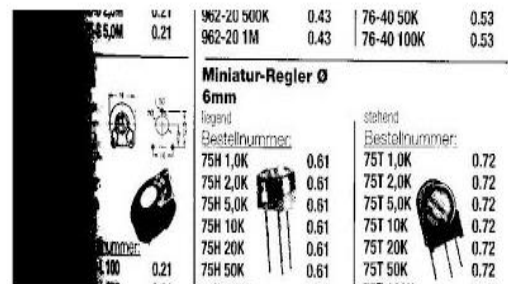 0.21
5,0M 0.21
100 0.21
962-20 500K 0.43
962-20 1M 0.43
76-40 50K 0.53
76-40 100K 0.53
Miniatur-Regler Ø
6mm
liegend
Bestellnummer:
75H 1,0K 0.61
75H 2,0K 0.61
75H 5,0K 0.61
75H 10K 0.61
75H 20K 0.61
75H 50K 0.61
stehend
Bestellnummer:
75T 1,0K 0.72
75T 2,0K 0.72
75T 5,0K 0.72
75T 10K 0.72
75T 20K 0.72
75T 50K 0.72